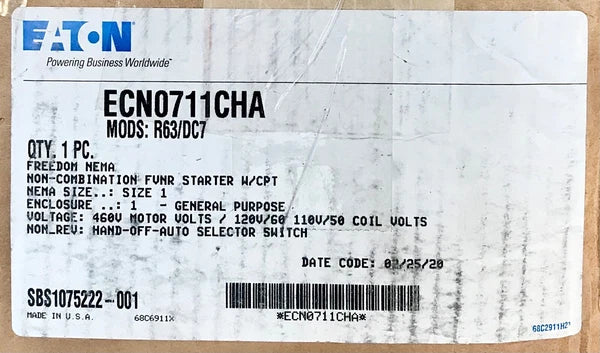 EATON
Powering Business Worldwide™
ECN0711CHA
MODS: R63/DC7
QTY. 1 PC.
FREEDOM NEMA
NON-COMBINATION FVNR STARTER W/CPT
NEMA SIZE..: SIZE 1
ENCLOSURE ..: 1 - GENERAL PURPOSE
VOLTAGE: 460V MOTOR VOLTS / 120V/60 110V/50 COIL VOLTS
NON_REV: HAND-OFF-AUTO SELECTOR SWITCH
DATE CODE: /25/20
SBS1075222-001
MADE IN U.S.A. 68C6911X *ECN0711CHA*
68C2911H21